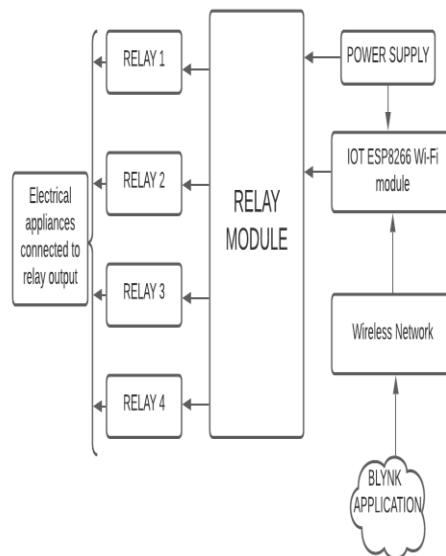 RELAY 1
RELAY 2
RELAY 3
RELAY 4
Electrical
appliances
connected to
relay output
RELAY
MODULE
POWER SUPPLY
IOT ESP8266 Wi-Fi
module
Wireless Network
BLYNK
APPLICATION